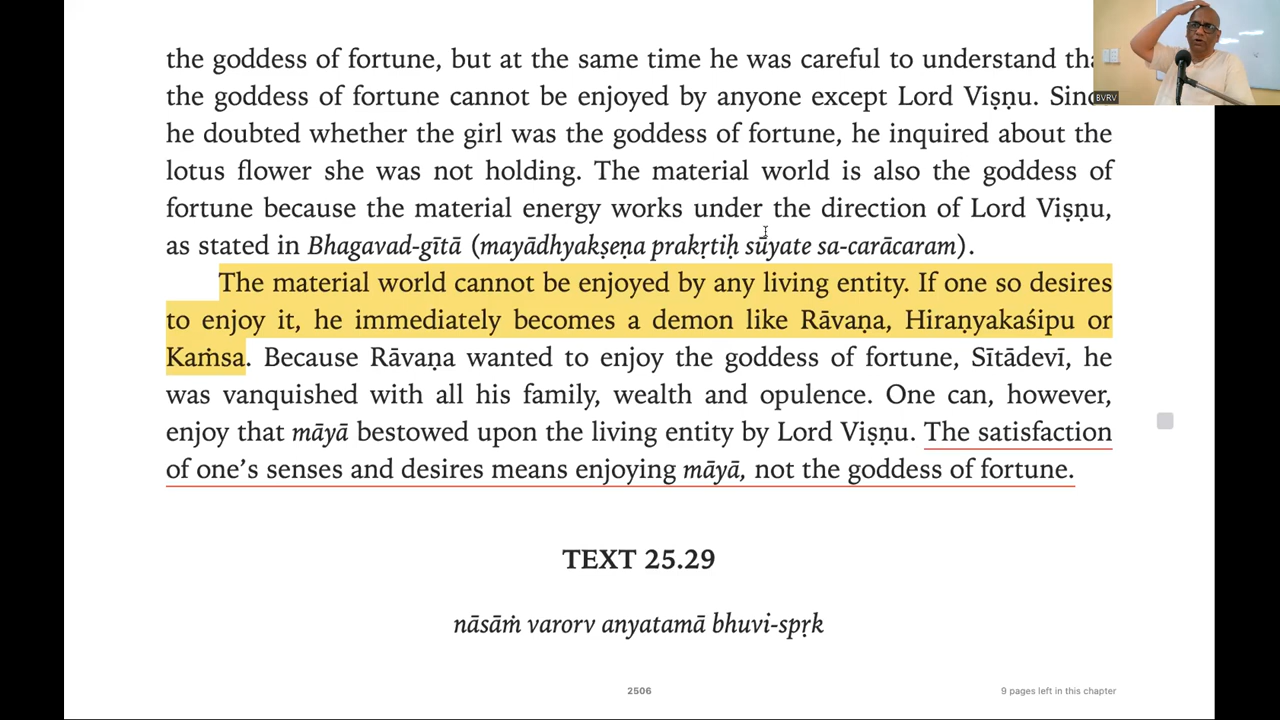 the goddess of fortune, but at the same time he was careful to understand
the goddess of fortune cannot be enjoyed by anyone except Lord Viṣṇu.
he doubted whether the girl was the goddess of fortune, he inquired about the
lotus flower she was not holding. The material world is also the goddess of
fortune because the material energy works under the direction of Lord Viṣṇu,
as stated in Bhagavad-gītā (mayādhyakṣeṇa prakṛtiḥ sūyate sa-carācaram).
The material world cannot be enjoyed by any living entity. If one so desires
to enjoy it, he immediately becomes a demon like Rāvaṇa, Hiraṇyakaśipu or
Kaṁsa. Because Rāvaṇa wanted to enjoy the goddess of fortune, Sītādevī, he
was vanquished with all his family, wealth and opulence. One can, however,
enjoy that māyā bestowed upon the living entity by Lord Viṣṇu. The satisfaction
of one’s senses and desires means enjoying māyā, not the goddess of fortune.
TEXT 25.29
nāsāṁ varorv anyatamā bhuvi-spṛk
2506
9 pages left in this chapter
BVRV